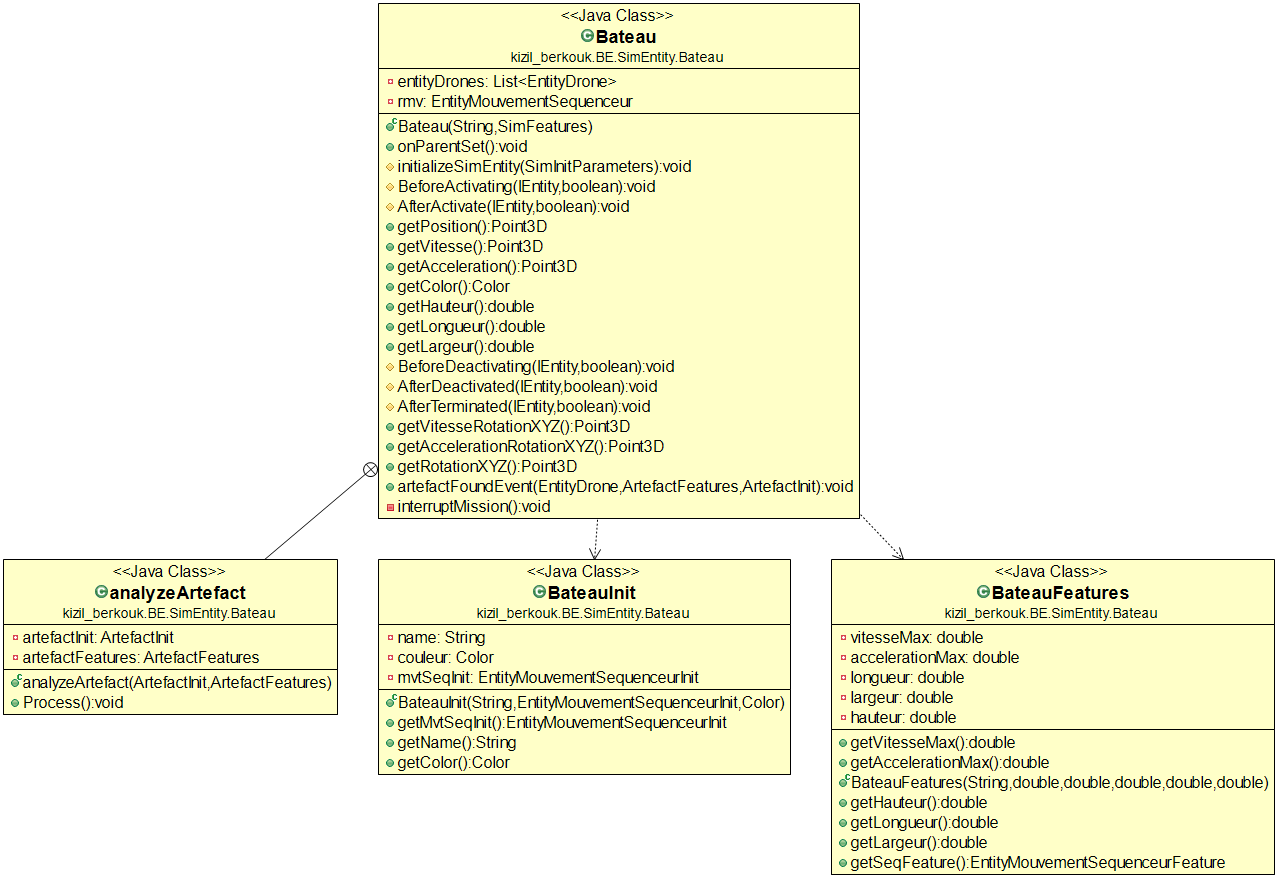 <<Java Class>>
Bateau
kizil_berkouk.BE.SimEntity.Bateau
entityDrones: List<EntityDrone>
rmv: EntityMouvementSequenceur
Bateau(String,SimFeatures)
onParentSet():void
initializeSimEntity(SimInitParameters):void
BeforeActivating(IEntity,boolean):void
AfterActivate(IEntity,boolean):void
getPosition():Point3D
getVitesse():Point3D
getAcceleration():Point3D
getColor():Color
getHauteur():double
getLongueur():double
getLargeur():double
BeforeDeactivating(IEntity,boolean):void
AfterDeactivated(IEntity,boolean):void
AfterTerminated(IEntity,boolean):void
getVitesseRotationXYZ():Point3D
getAccelerationRotationXYZ():Point3D
getRotationXYZ():Point3D
artefactFoundEvent(EntityDrone,ArtefactFeatures,ArtefactInit):void
interruptMission():void
<<Java Class>>
analyzeArtefact
kizil_berkouk.BE.SimEntity.Bateau
artefactInit: ArtefactInit
artefactFeatures: ArtefactFeatures
analyzeArtefact(ArtefactInit,ArtefactFeatures)
Process():void
<<Java Class>>
BateauInit
kizil_berkouk.BE.SimEntity.Bateau
name: String
couleur: Color
mvtSeqInit: EntityMouvementSequenceurInit
BateauInit(String,EntityMouvementSequenceurInit,Color)
getMvtSeqInit():EntityMouvementSequenceurInit
getName():String
getColor():Color
<<Java Class>>
BateauFeatures
kizil_berkouk.BE.SimEntity.Bateau
vitesseMax: double
accelerationMax: double
longueur: double
largeur: double
hauteur: double
getVitesseMax():double
getAccelerationMax():double
BateauFeatures(String,double,double,double,double,double)
getHauteur():double
getLongueur():double
getLargeur():double
getSeqFeature():EntityMouvementSequenceurFeature